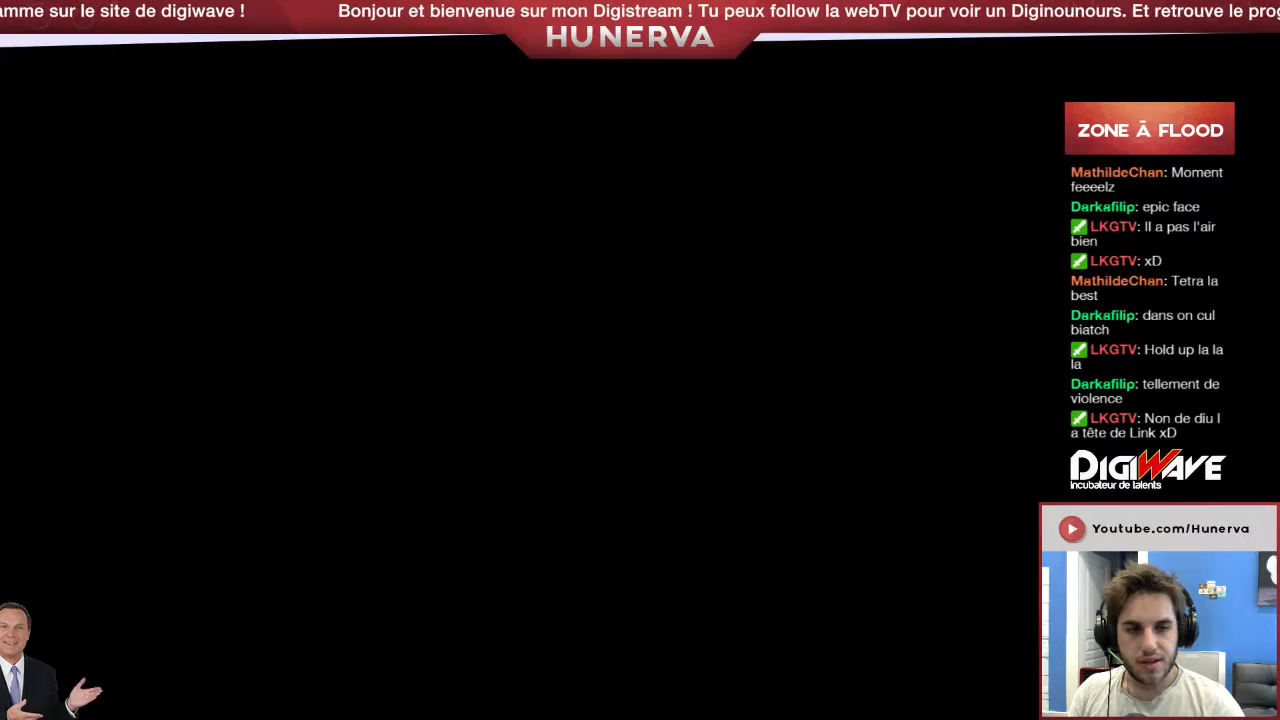 amme sur le site de digiwave !
Bonjour et bienvenue sur mon Digistream ! Tu peux follow la webTV pour voir un Diginounours. Et retrouve le prog
HUNERVA
ZONE À FLOOD
MathildeChan: Moment
feeeelz
Darkafilip: epic face
LKGTV: Il a pas l'air
bien
LKGTV: xD
MathildeChan: Tetra la
best
Darkafilip: dans on cul
biatch
LKGTV: Hold up la la
la
Darkafilip: tellement de
violence
LKGTV: Non de diu l
a tête de Link xD
DIGIWAVE
Incubateur de talents
Youtube.com/Hunerva